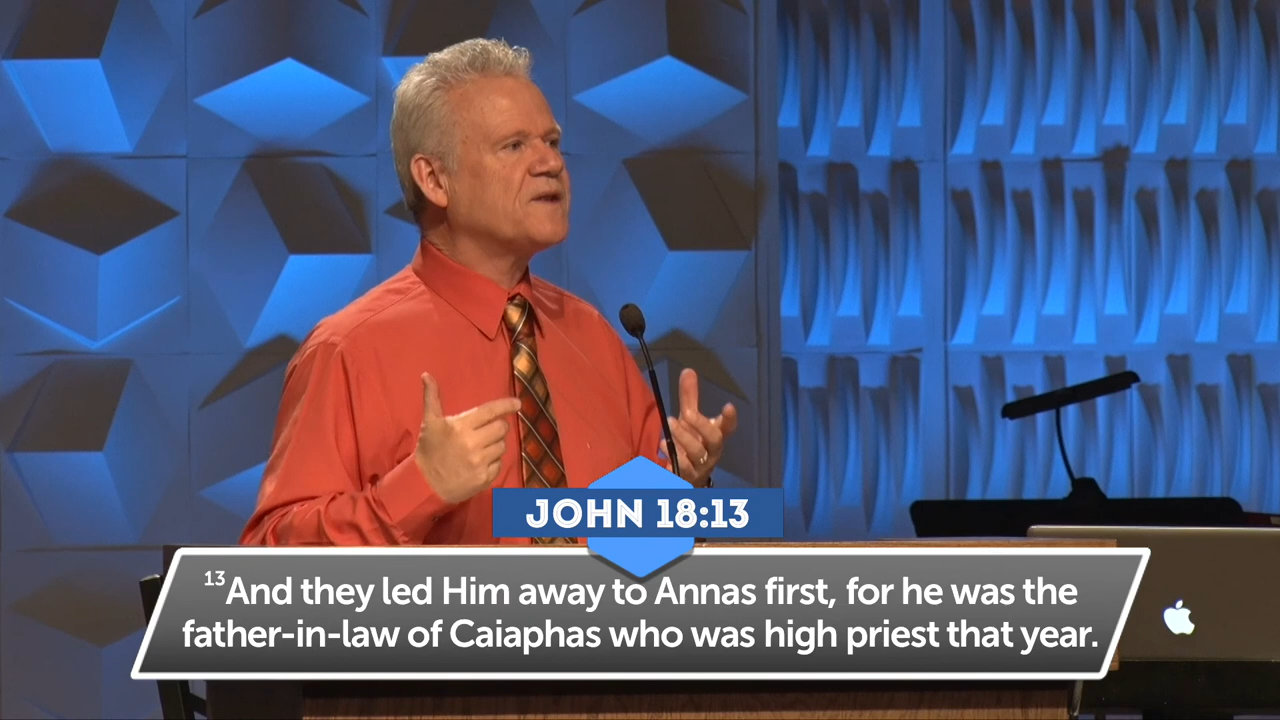 JOHN 18:13
13And they led Him away to Annas first, for he was the
father-in-law of Caiaphas who was high priest that year.